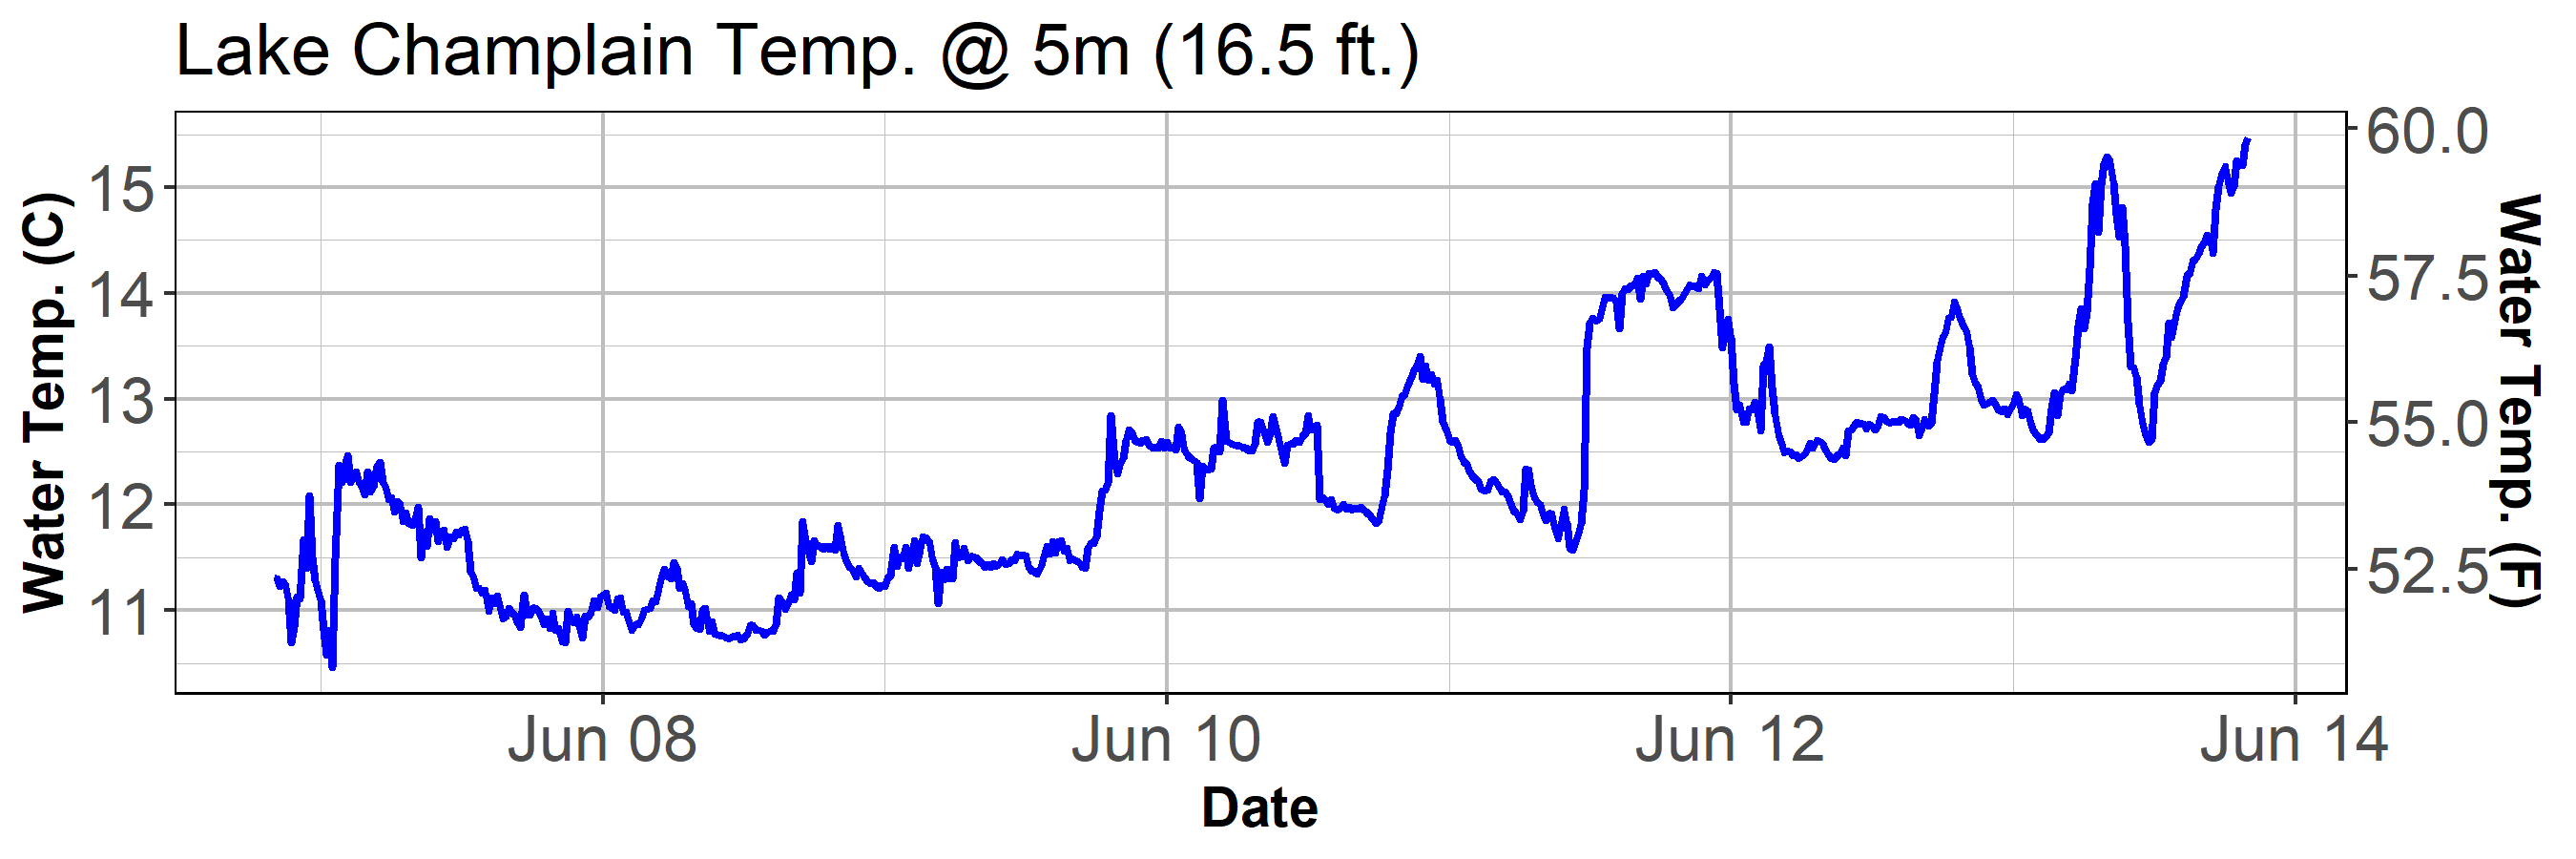 Lake Champlain Temp. @ 5m (16.5 ft.)
Water Temp. (C)
15
14
13
12
11
60.0
57.5
55.0
52.5
Water Temp. (F)
Jun 08
Jun 10
Jun 12
Jun 14
Date